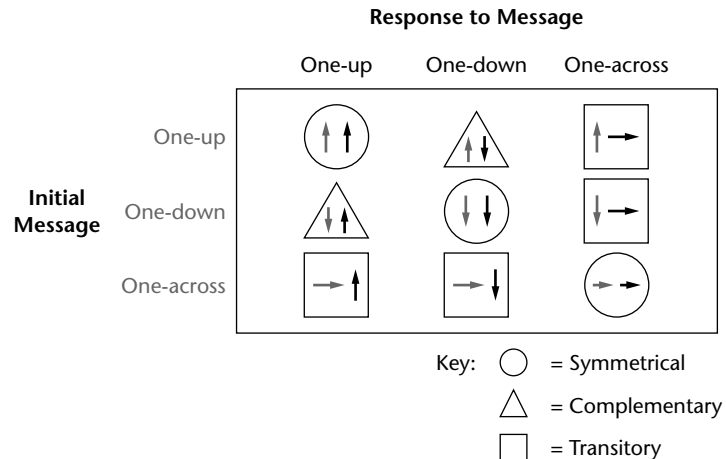 Response to Message
One-up One-down One-across
One-up
Initial
Message
One-down
One-across
Key: = Symmetrical
= Complementary
= Transitory